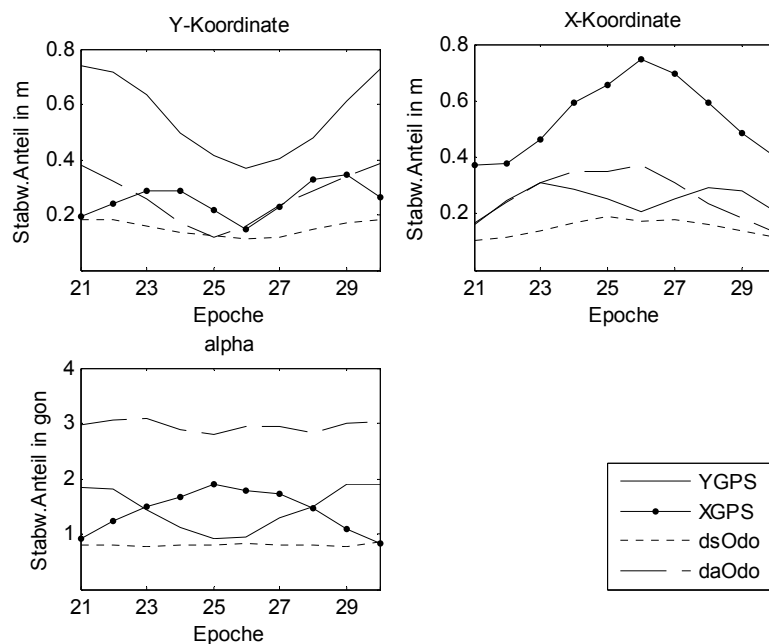 Y-Koordinate
0.8
0.6
0.4
0.2
Stabw.Anteil in m
21 23 25 27 29
Epoche
X-Koordinate
0.8
0.6
0.4
0.2
Stabw.Anteil in m
21 23 25 27 29
Epoche
alpha
4
3
2
1
Stabw.Anteil in gon
21 23 25 27 29
Epoche
YGPS
XGPS
dsOdo
daOdo